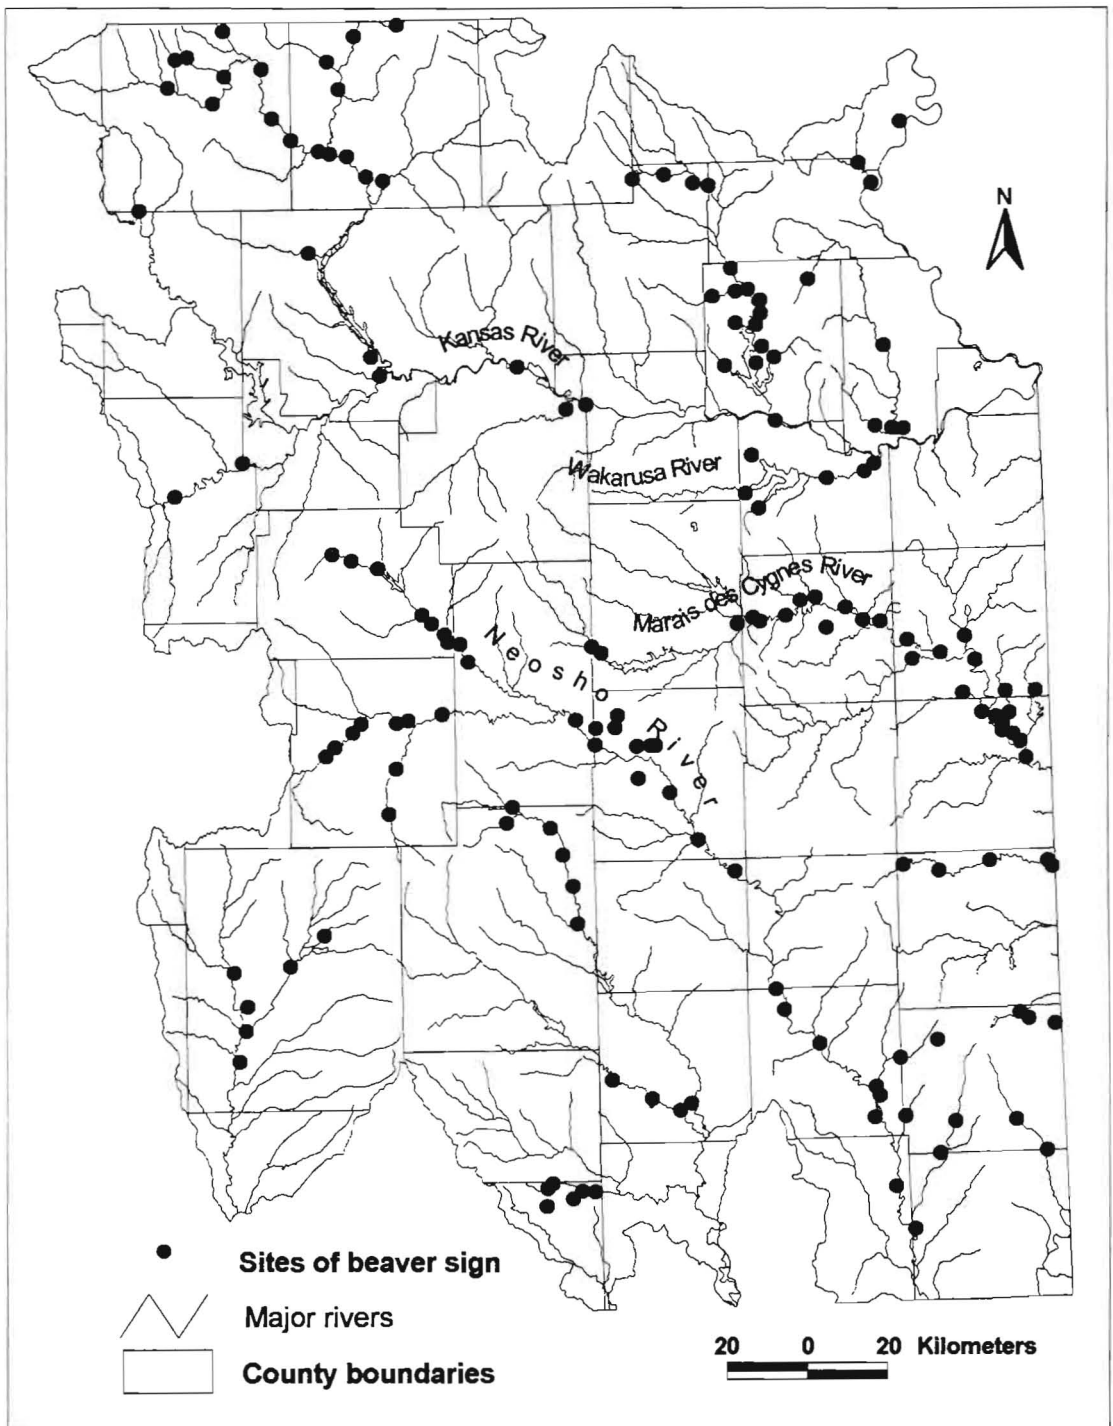 N
Kansas River
Wakarusa River
Marais des Cygnes River
Neosho River
Sites of beaver sign
Major rivers
County boundaries
20 0 20 Kilometers